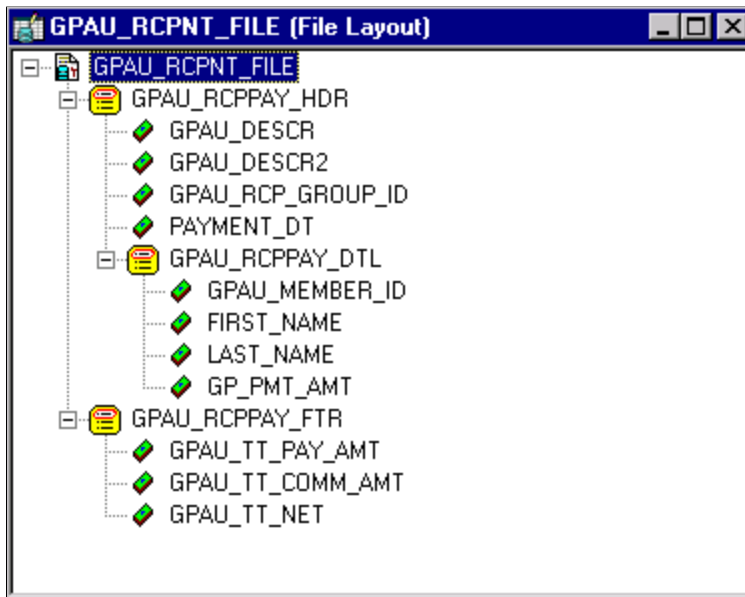 GPAU_RCPNT_FILE (File Layout)
GPAU_RCPNT_FILE
GPAU_RCPPAY_HDR
GPAU_DESCR
GPAU_DESCR2
GPAU_RCP_GROUP_ID
PAYMENT_DT
GPAU_RCPPAY_DTL
GPAU_MEMBER_ID
FIRST_NAME
LAST_NAME
GP_PMT_AMT
GPAU_RCPPAY_FTR
GPAU_TT_PAY_AMT
GPAU_TT_COMM_AMT
GPAU_TT_NET